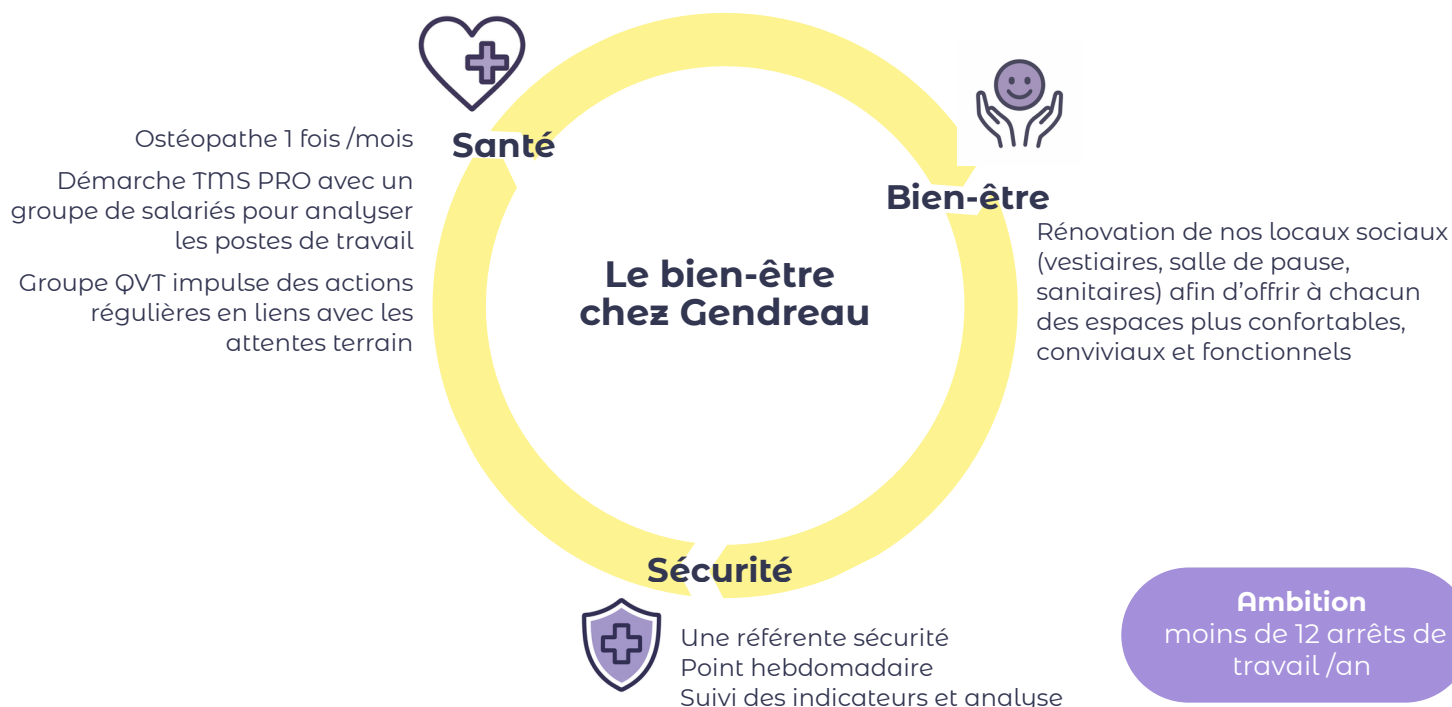 Santé
Ostéopathe 1 fois /mois
Démarche TMS PRO avec un
groupe de salariés pour analyser
les postes de travail
Groupe QVT impulse des actions
régulières en liens avec les
attentes terrain
Bien-être
Rénovation de nos locaux sociaux
(vestiaires, salle de pause,
sanitaires) afin d’offrir à chacun
des espaces plus confortables,
conviviaux et fonctionnels
Le bien-être
chez Gendreau
Sécurité
Une référente sécurité
Point hebdomadaire
Suivi des indicateurs et analyse
Ambition
moins de 12 arrêts de
travail /an